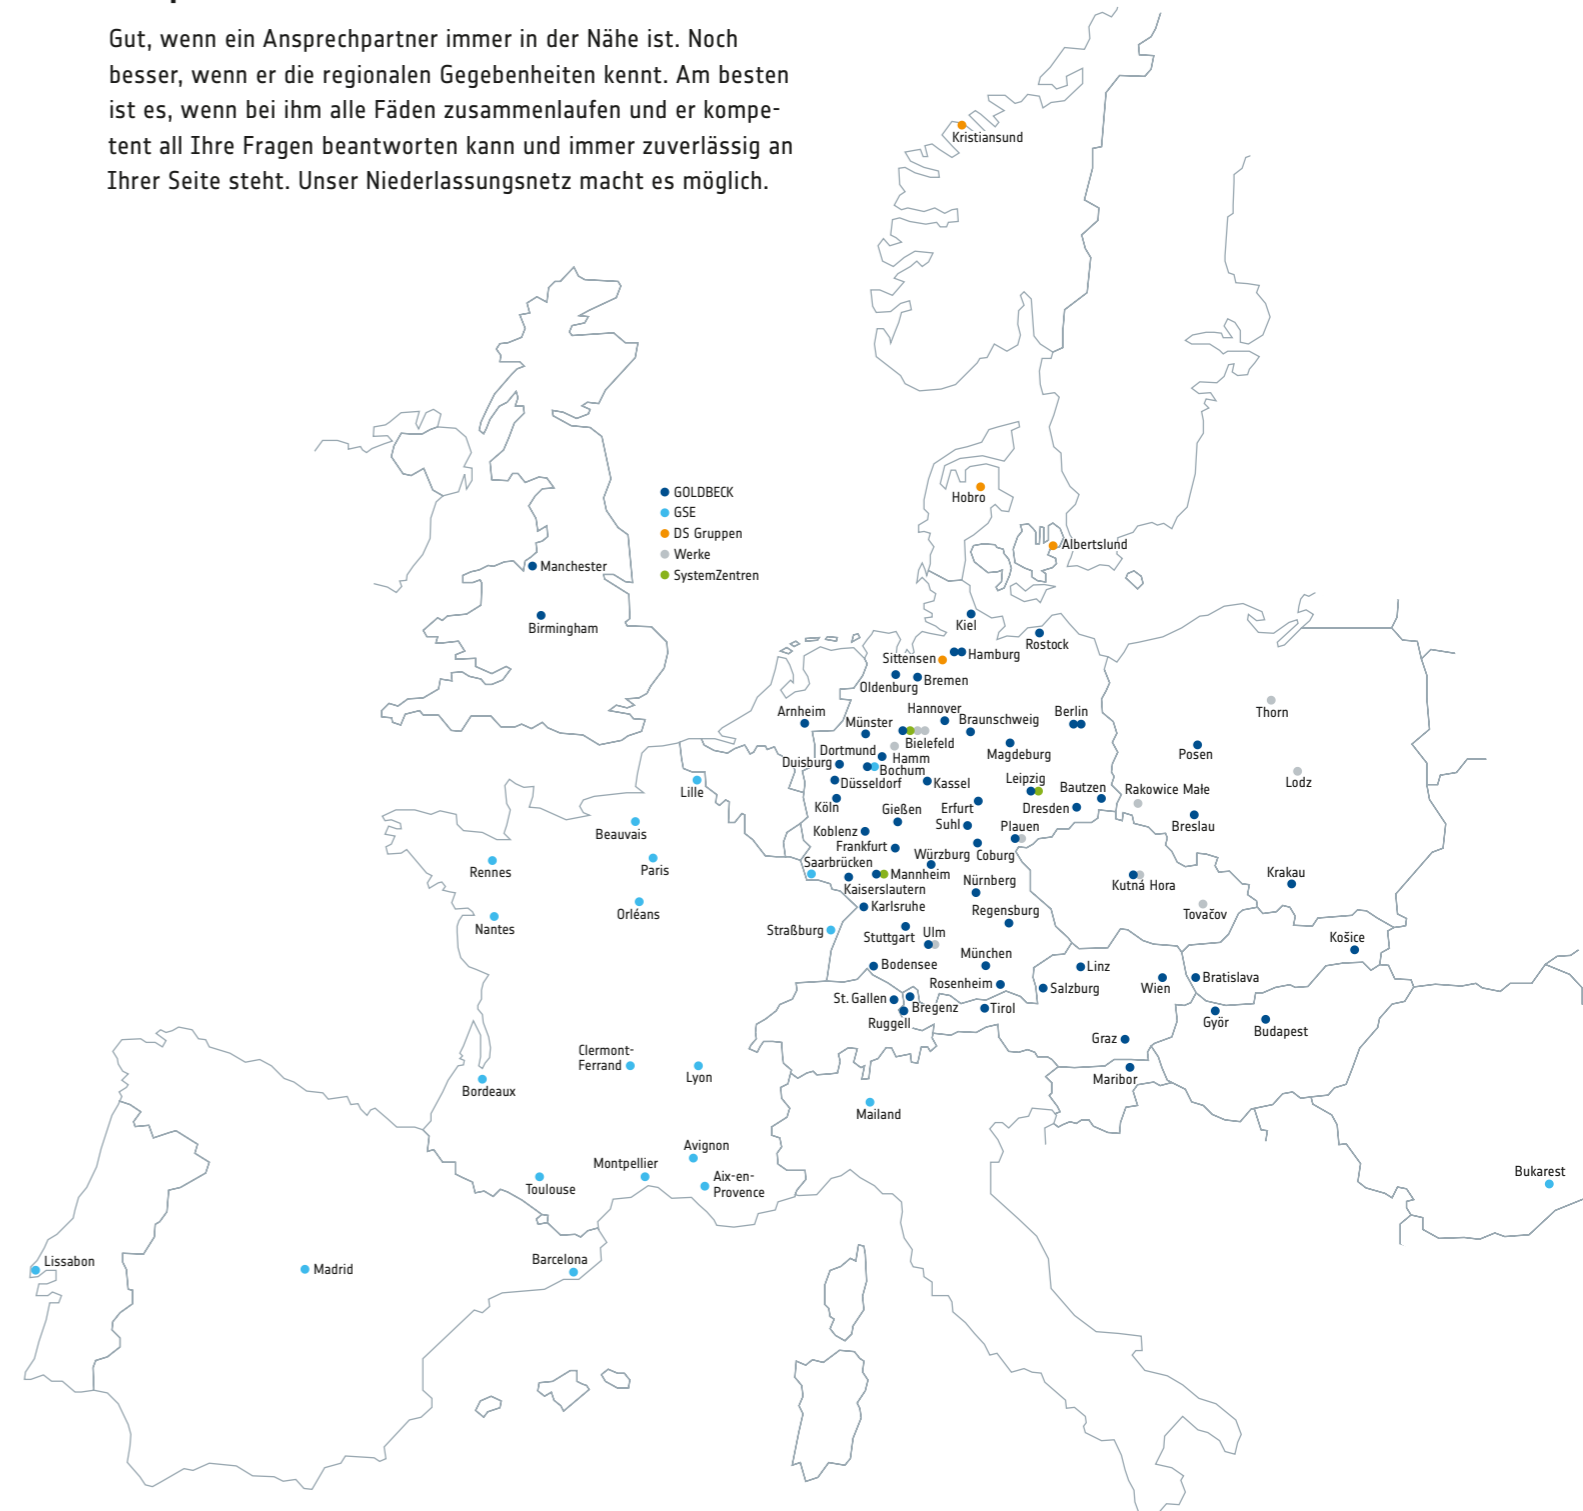 Gut, wenn ein Ansprechpartner immer in der Nähe ist. Noch
besser, wenn er die regionalen Gegebenheiten kennt. Am besten
ist es, wenn bei ihm alle Fäden zusammenlaufen und er kompe-
tent all Ihre Fragen beantworten kann und immer zuverlässig an
Ihrer Seite steht. Unser Niederlassungsnetz macht es möglich.
Kristiansund
GOLDBECK
GSE
DS Gruppen
Werke
SystemZentren
Hobro
Albertslund
Manchester
Birmingham
Kiel
Rostock
Sittensen
Hamburg
Oldenburg
Bremen
Arnheim
Münster
Hannover
Braunschweig
Berlin
Thorn
Bielefeld
Magdeburg
Posen
Dortmund
Hamm
Duisburg
Bochum
Düsseldorf
Kassel
Leipzig
Bautzen
Rakowice Małe
Lodz
Lille
Köln
Gießen
Erfurt
Dresden
Breslau
Beauvais
Koblenz
Suhl
Plauen
Frankfurt
Würzburg
Coburg
Rennes
Paris
Saarbrücken
Mannheim
Kaiserslautern
Nürnberg
Kutná Hora
Krakau
Orléans
Karlsruhe
Regensburg
Tovačov
Nantes
Straßburg
Stuttgart
Ulm
Košice
Bodensee
München
Linz
Rosenheim
Salzburg
Wien
Bratislava
St. Gallen
Bregenz
Tirol
Ruggell
Györ
Budapest
Graz
Clermont-
Ferrand
Lyon
Maribor
Bordeaux
Mailand
Avignon
Montpellier
Aix-en-
Provence
Toulouse
Bukarest
Lissabon
Madrid
Barcelona